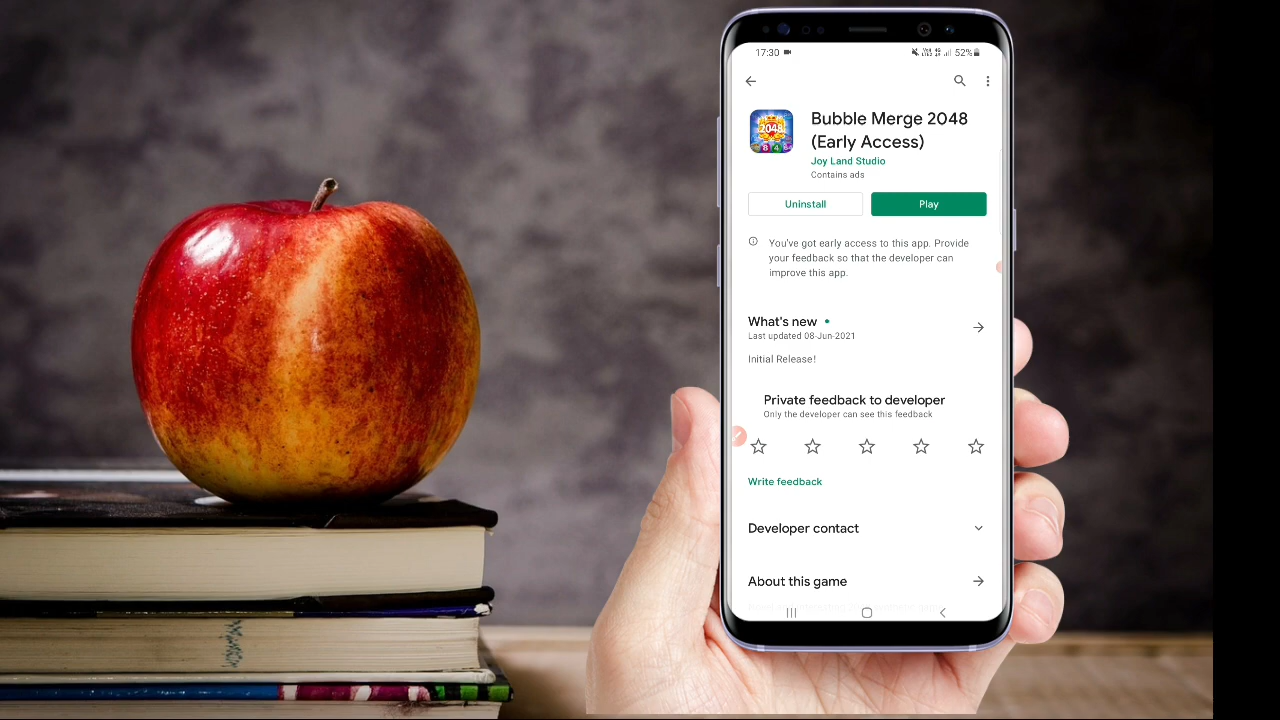 17:30
52%
Bubble Merge 2048
(Early Access)
Joy Land Studio
Contains ads
2048
8 4
Uninstall
Play
You've got early access to this app. Provide
your feedback so that the developer can
improve this app.
What's new
Last updated 08-Jun-2021
Initial Release!
Private feedback to developer
Only the developer can see this feedback
Write feedback
Developer contact
About this game